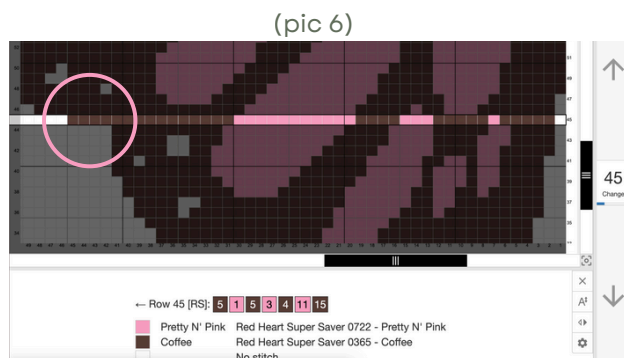 (pic 6)
45
Change
← Row 45 [RS]: 5 1 5 3 4 11 15
Pretty N' Pink Red Heart Super Saver 0722 - Pretty N' Pink
Coffee Red Heart Super Saver 0365 - Coffee
No stitch